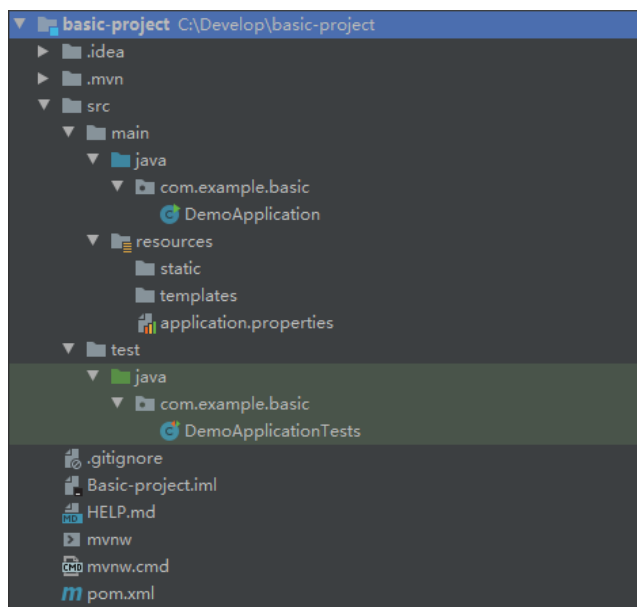 basic-project C:\Develop\basic-project
.idea
.mvn
src
main
java
com.example.basic
DemoApplication
resources
static
templates
application.properties
test
java
com.example.basic
DemoApplicationTests
.gitignore
Basic-project.iml
HELP.md
mvnw
mvnw.cmd
pom.xml